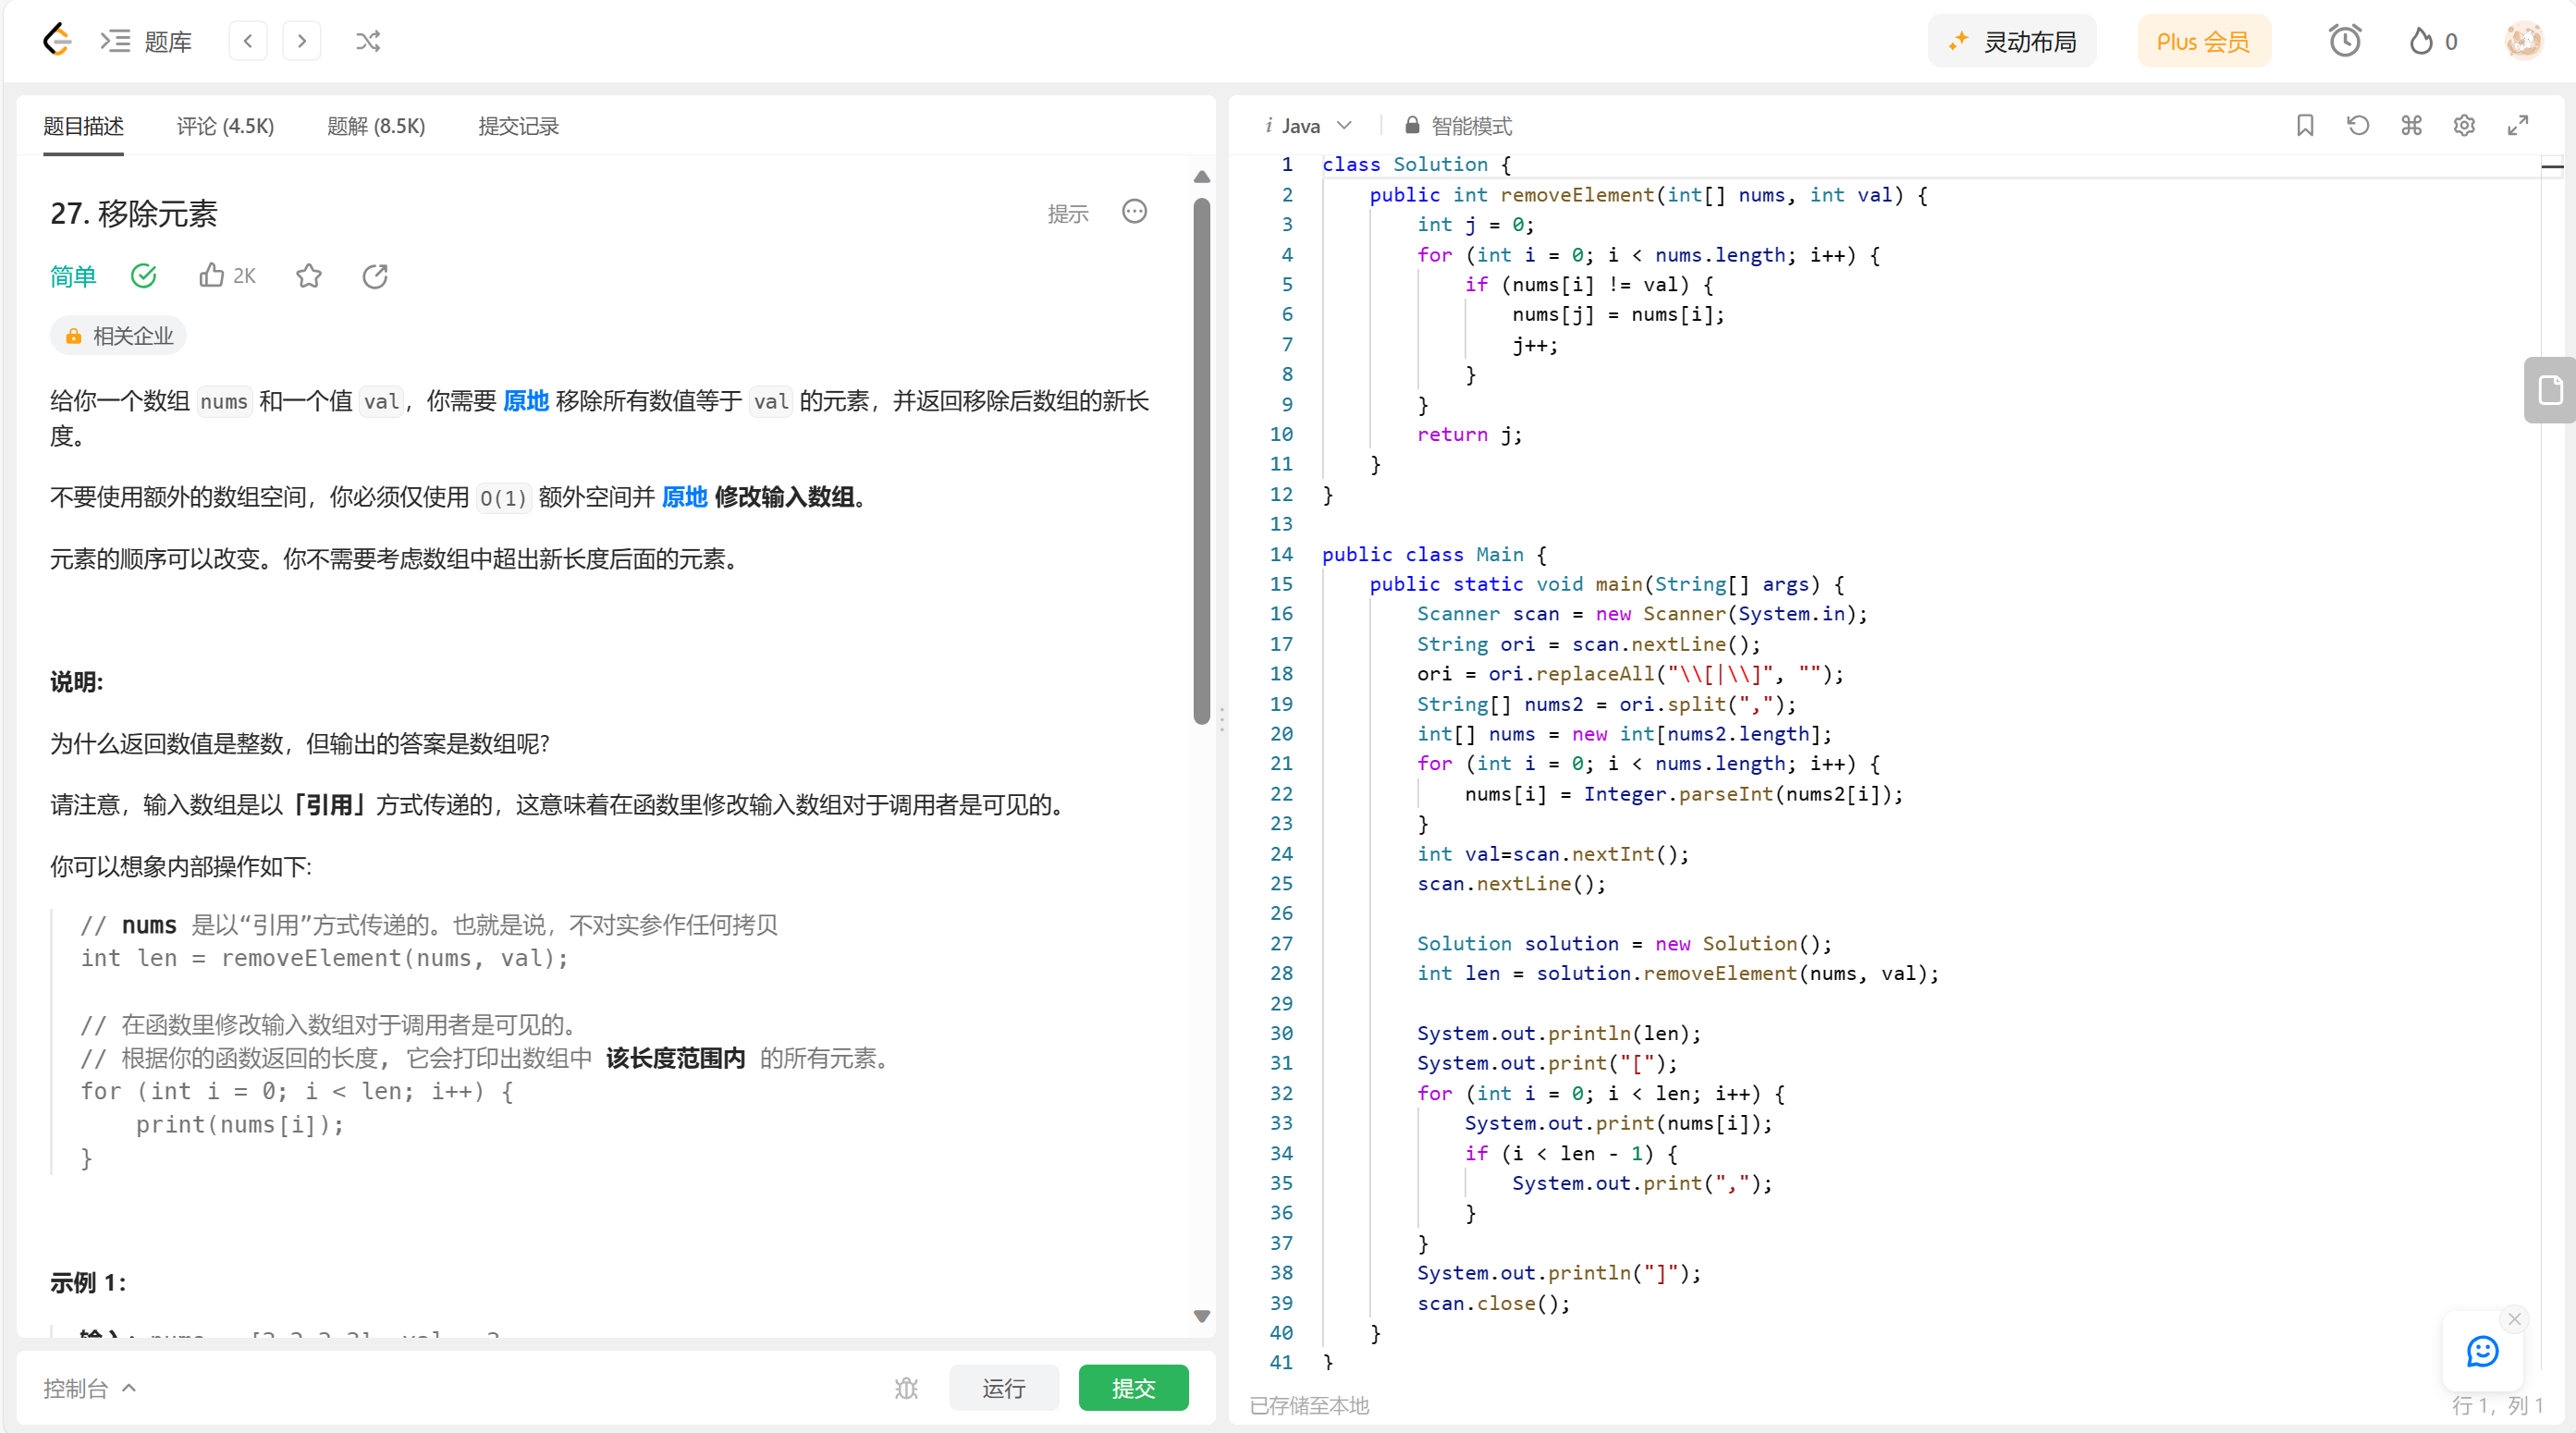 题库
灵动布局
Plus 会员
0
题目描述
评论 (4.5K)
题解 (8.5K)
提交记录
27. 移除元素
提示
简单
2K
相关企业
给你一个数组 nums 和一个值 val，你需要 原地 移除所有数值等于 val 的元素，并返回移除后数组的新长
度。
不要使用额外的数组空间，你必须仅使用 O(1) 额外空间并 原地 修改输入数组。
元素的顺序可以改变。你不需要考虑数组中超出新长度后面的元素。
说明:
为什么返回数值是整数，但输出的答案是数组呢?
请注意，输入数组是以「引用」方式传递的，这意味着在函数里修改输入数组对于调用者是可见的。
你可以想象内部操作如下:
// nums 是以“引用”方式传递的。也就是说，不对实参作任何拷贝
int len = removeElement(nums, val);
// 在函数里修改输入数组对于调用者是可见的。
// 根据你的函数返回的长度, 它会打印出数组中 该长度范围内 的所有元素。
for (int i = 0; i < len; i++) {
    print(nums[i]);
}
示例 1：
控制台
运行
提交
i Java
智能模式
1 class Solution {
2     public int removeElement(int[] nums, int val) {
3         int j = 0;
4         for (int i = 0; i < nums.length; i++) {
5             if (nums[i] != val) {
6                 nums[j] = nums[i];
7                 j++;
8             }
9         }
10         return j;
11     }
12 }
13
14 public class Main {
15     public static void main(String[] args) {
16         Scanner scan = new Scanner(System.in);
17         String ori = scan.nextLine();
18         ori = ori.replaceAll("\\[|\\]", "");
19         String[] nums2 = ori.split(",");
20         int[] nums = new int[nums2.length];
21         for (int i = 0; i < nums.length; i++) {
22             nums[i] = Integer.parseInt(nums2[i]);
23         }
24         int val=scan.nextInt();
25         scan.nextLine();
26
27         Solution solution = new Solution();
28         int len = solution.removeElement(nums, val);
29
30         System.out.println(len);
31         System.out.print("[");
32         for (int i = 0; i < len; i++) {
33             System.out.print(nums[i]);
34             if (i < len - 1) {
35                 System.out.print(",");
36             }
37         }
38         System.out.println("]");
39         scan.close();
40     }
41 }
已存储至本地
行 1，列 1